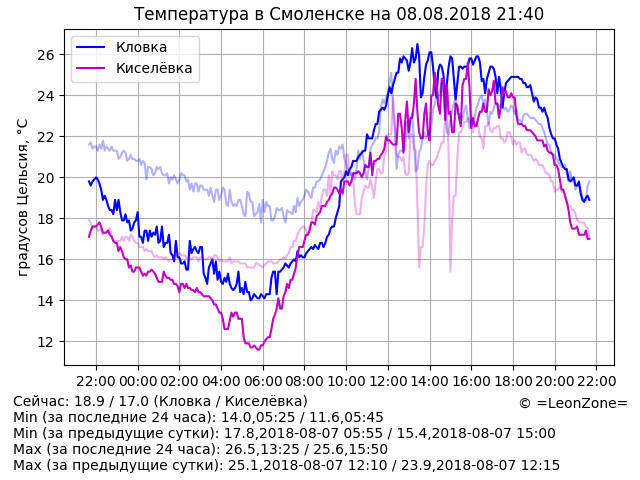 Температура в Смоленске на 08.08.2018 21:40
Кловка
Киселёвка
градусов Цельсия, °C
26
24
22
20
18
16
14
12
22:00 00:00 02:00 04:00 06:00 08:00 10:00 12:00 14:00 16:00 18:00 20:00 22:00
Сейчас: 18.9 / 17.0 (Кловка / Киселёвка)
© =LeonZone=
Min (за последние 24 часа): 14.0,05:25 / 11.6,05:45
Min (за предыдущие сутки): 17.8,2018-08-07 05:55 / 15.4,2018-08-07 15:00
Max (за последние 24 часа): 26.5,13:25 / 25.6,15:50
Max (за предыдущие сутки): 25.1,2018-08-07 12:10 / 23.9,2018-08-07 12:15